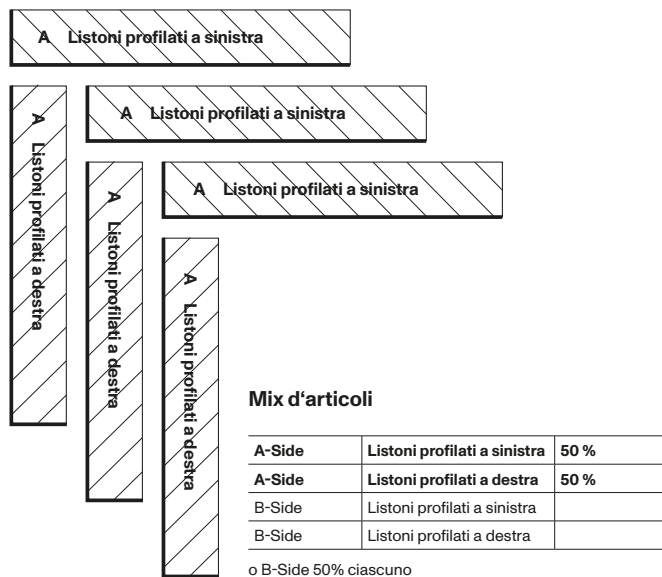 A Listoni profilati a sinistra
A Listoni profilati a destra
A Listoni profilati a sinistra
A Listoni profilati a destra
A Listoni profilati a sinistra
A Listoni profilati a destra
Mix d‘articoli
A-Side Listoni profilati a sinistra 50 %
A-Side Listoni profilati a destra 50 %
B-Side Listoni profilati a sinistra
B-Side Listoni profilati a destra
o B-Side 50% ciascuno